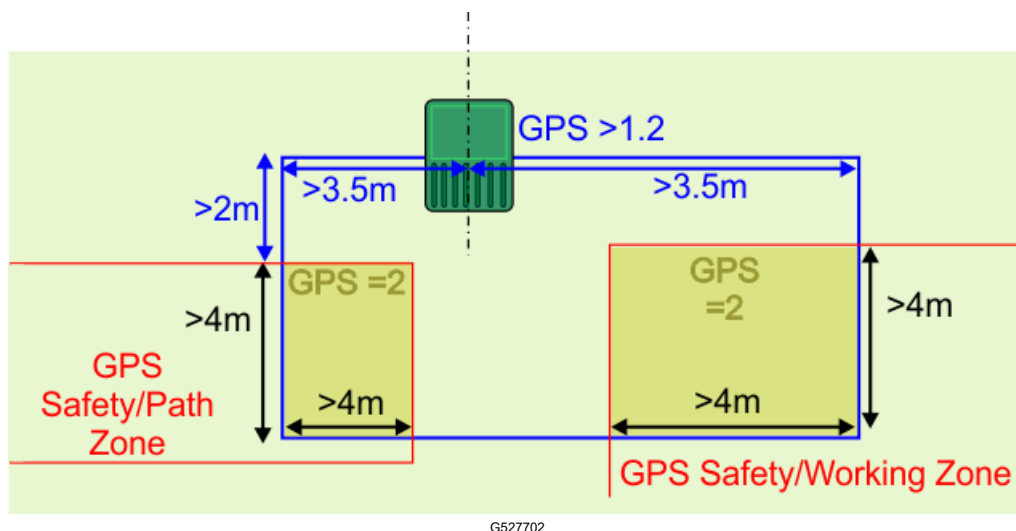 GPS >1.2
>3.5m
>3.5m
>2m
GPS =2
GPS
=2
>4m
>4m
GPS
Safety/Path
Zone
>4m
>4m
GPS Safety/Working Zone
G527702